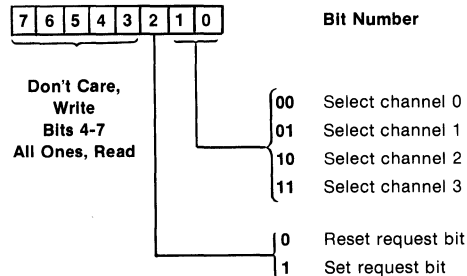 7 6 5 4 3 2 1 0 Bit Number
Don't Care,
Write
Bits 4-7
All Ones, Read
00 Select channel 0
01 Select channel 1
10 Select channel 2
11 Select channel 3
0 Reset request bit
1 Set request bit